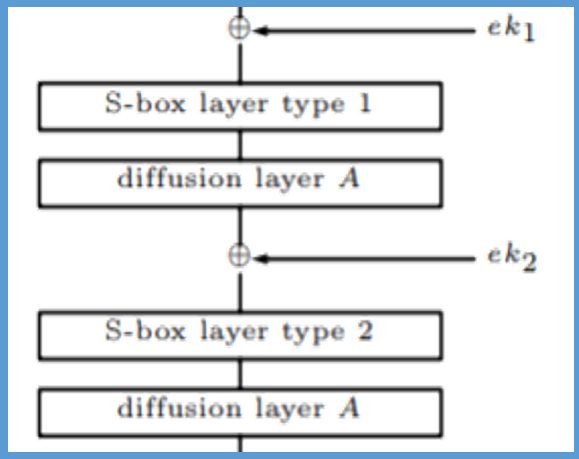 ek1
S-box layer type 1
diffusion layer A
ek2
S-box layer type 2
diffusion layer A